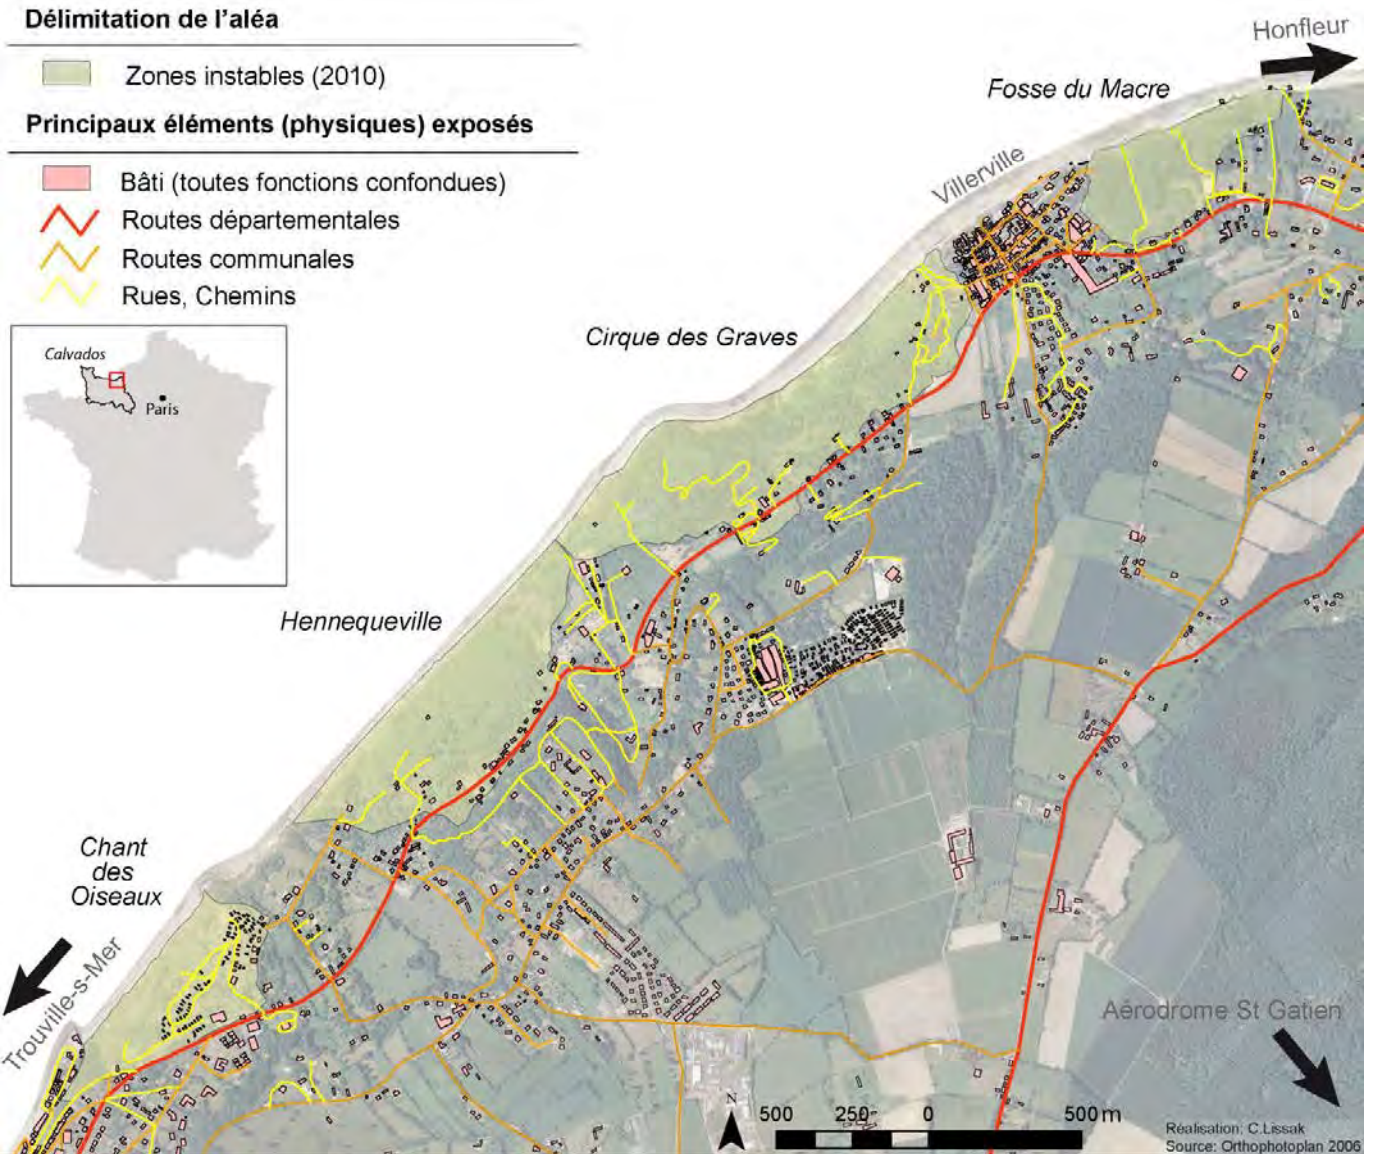 Délimitation de l'aléa
Zones instables (2010)
Principaux éléments (physiques) exposés
Bâti (toutes fonctions confondues)
Routes départementales
Routes communales
Rues, Chemins
Calvados
Paris
Honfleur
Fosse du Macre
Villerville
Cirque des Graves
Hennequeville
Chant
des
Oiseaux
Trouville-s-Mer
Aérodrome St Gatien
N
500 250 0 500 m
Réalisation: C.Lissak
Source: Orthophotoplan 2006